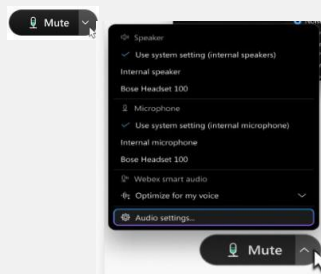 Mute
Speaker
Use system setting (internal speakers)
Internal speaker
Bose Headset 100
Microphone
Use system setting (internal microphone)
Internal microphone
Bose Headset 100
Webex smart audio
Optimize for my voice
Audio settings...
Mute